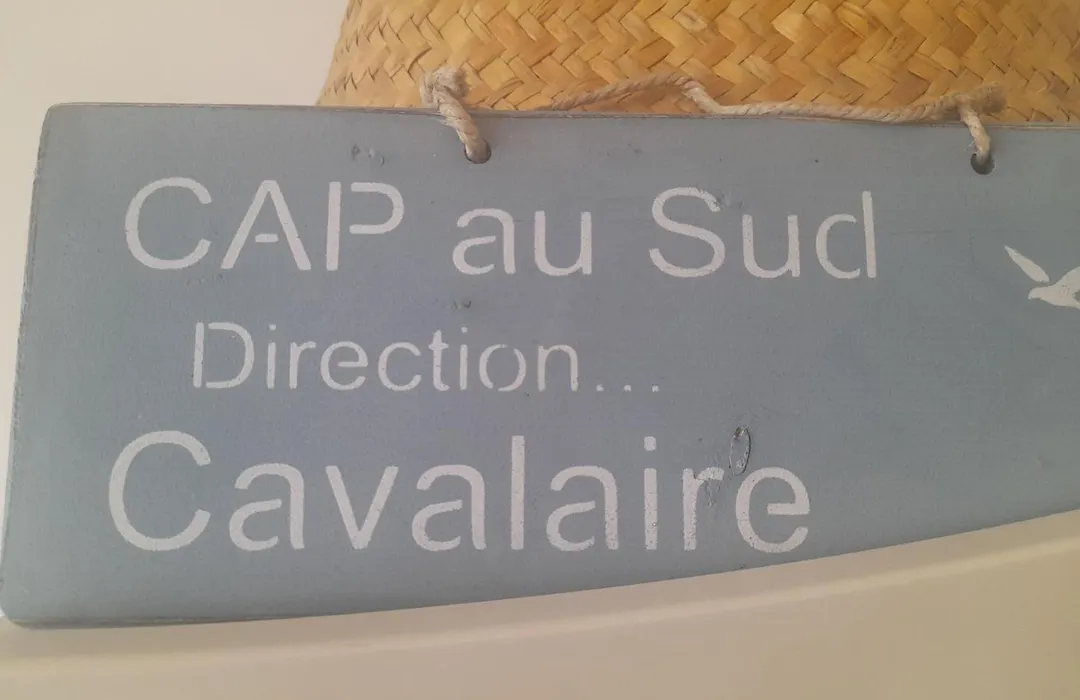 CAP au Sud
Direction...
Cavalaire